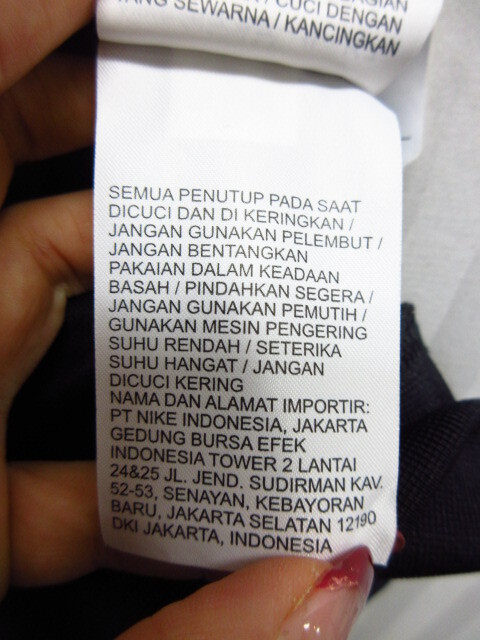 CUCI DENGAN
YANG SEWARNA / KANCINGKAN
SEMUA PENUTUP PADA SAAT
DICUCI DAN DI KERINGKAN /
JANGAN GUNAKAN PELEMBUT /
JANGAN BENTANGKAN
PAKAIAN DALAM KEADAAN
BASAH / PINDAHKAN SEGERA /
JANGAN GUNAKAN PEMUTIH /
GUNAKAN MESIN PENGERING
SUHU RENDAH / SETERIKA
SUHU HANGAT / JANGAN
DICUCI KERING
NAMA DAN ALAMAT IMPORTIR:
PT NIKE INDONESIA, JAKARTA
GEDUNG BURSA EFEK
INDONESIA TOWER 2 LANTAI
24&25 JL. JEND. SUDIRMAN KAV.
52-53, SENAYAN, KEBAYORAN
BARU, JAKARTA SELATAN 12190
DKI JAKARTA, INDONESIA